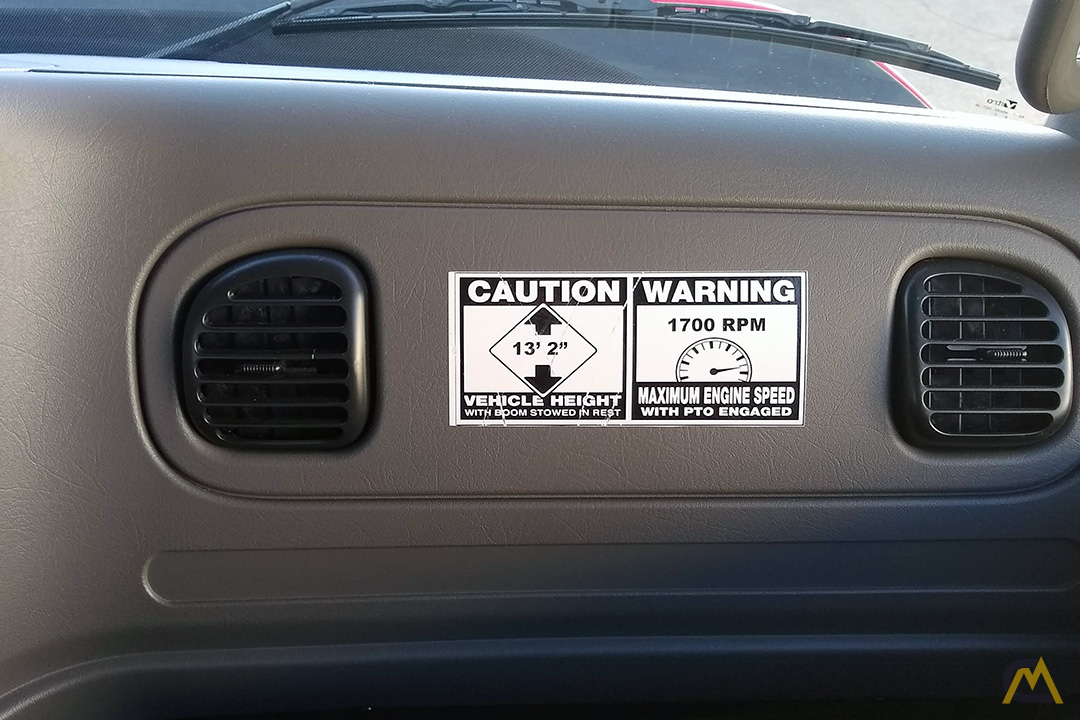 CAUTION
13' 2"
VEHICLE HEIGHT
WITH BOOM STOWED IN REST
WARNING
1700 RPM
MAXIMUM ENGINE SPEED
WITH PTO ENGAGED